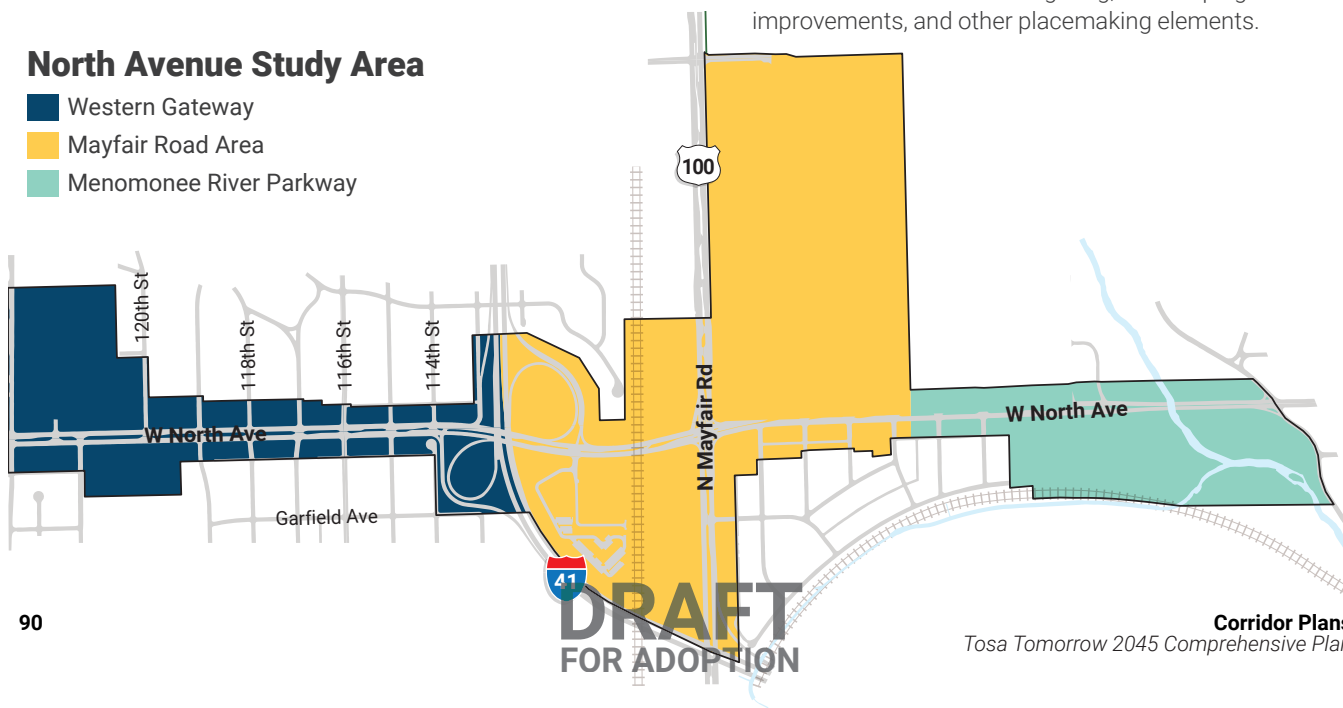 improvements, and other placemaking elements.
North Avenue Study Area
Western Gateway
Mayfair Road Area
Menomonee River Parkway
100
120th St
118th St
116th St
114th St
W North Ave
N Mayfair Rd
W North Ave
Garfield Ave
41
DRAFT
FOR ADOPTION
90
Corridor Plans
Tosa Tomorrow 2045 Comprehensive Plan